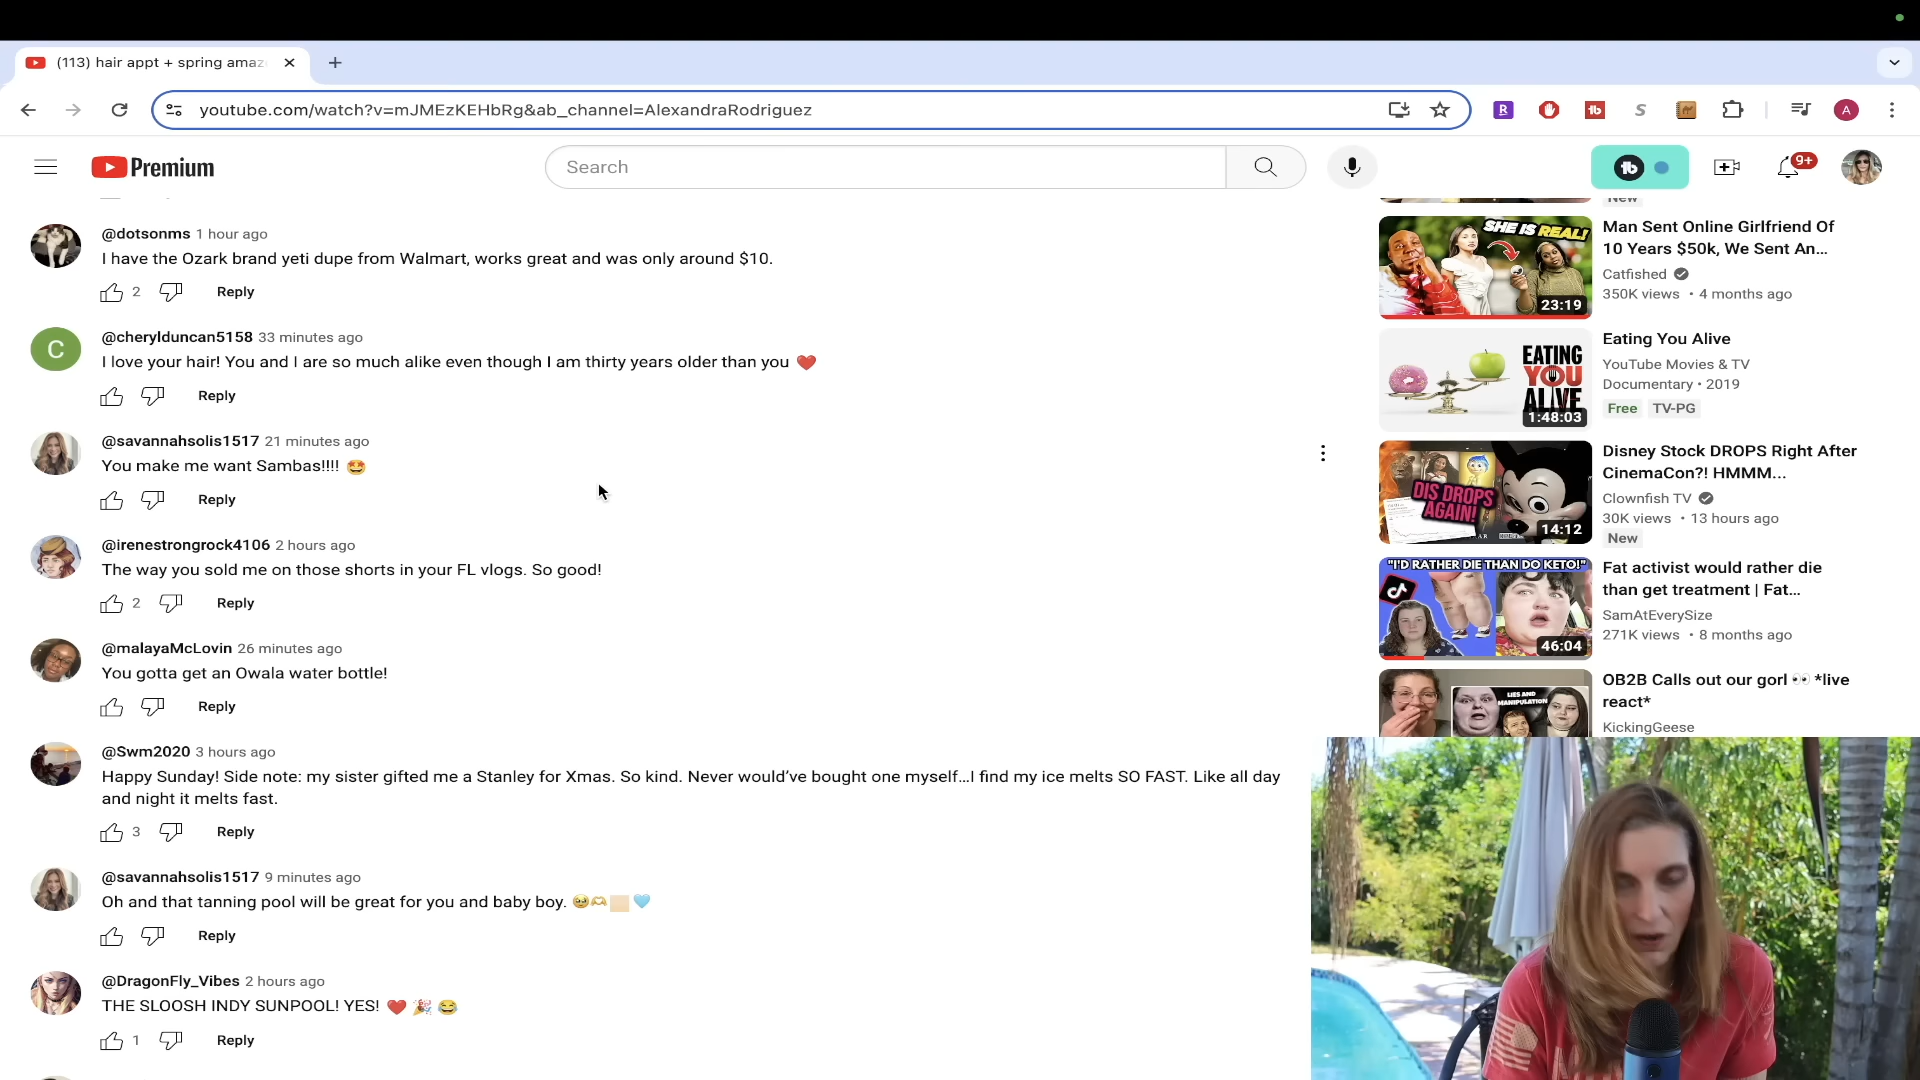 (113) hair appt + spring amaz
youtube.com/watch?v=mJMEzKEHbRg&ab_channel=AlexandraRodriguez
Premium
Search
9+
@dotsonms 1 hour ago
I have the Ozark brand yeti dupe from Walmart, works great and was only around $10.
2 Reply
@cherylduncan5158 33 minutes ago
I love your hair! You and I are so much alike even though I am thirty years older than you ❤️
Reply
@savannahsolis1517 21 minutes ago
You make me want Sambas!!!! 🤩
Reply
@irenestrongrock4106 2 hours ago
The way you sold me on those shorts in your FL vlogs. So good!
2 Reply
@malayaMcLovin 26 minutes ago
You gotta get an Owala water bottle!
Reply
@Swm2020 3 hours ago
Happy Sunday! Side note: my sister gifted me a Stanley for Xmas. So kind. Never would've bought one myself...I find my ice melts SO FAST. Like all day
and night it melts fast.
3 Reply
@savannahsolis1517 9 minutes ago
Oh and that tanning pool will be great for you and baby boy. 🥹🫶🏻🩵
Reply
@DragonFly_Vibes 2 hours ago
THE SLOOSH INDY SUNPOOL! YES! ❤️ 🎉 😂
1 Reply
New
SHE IS REAL!
23:19
Man Sent Online Girlfriend Of
10 Years $50k, We Sent An...
Catfished
350K views • 4 months ago
EATING
YOU
ALIVE
1:48:03
Eating You Alive
YouTube Movies & TV
Documentary • 2019
Free TV-PG
DIS DROPS
AGAIN!
14:12
Disney Stock DROPS Right After
CinemaCon?! HMMM...
Clownfish TV
30K views • 13 hours ago
New
"I'D RATHER DIE THAN DO KETO!"
46:04
Fat activist would rather die
than get treatment | Fat...
SamAtEverySize
271K views • 8 months ago
LIES AND
MANIPULATION
OB2B Calls out our gorl 👀 *live
react*
KickingGeese